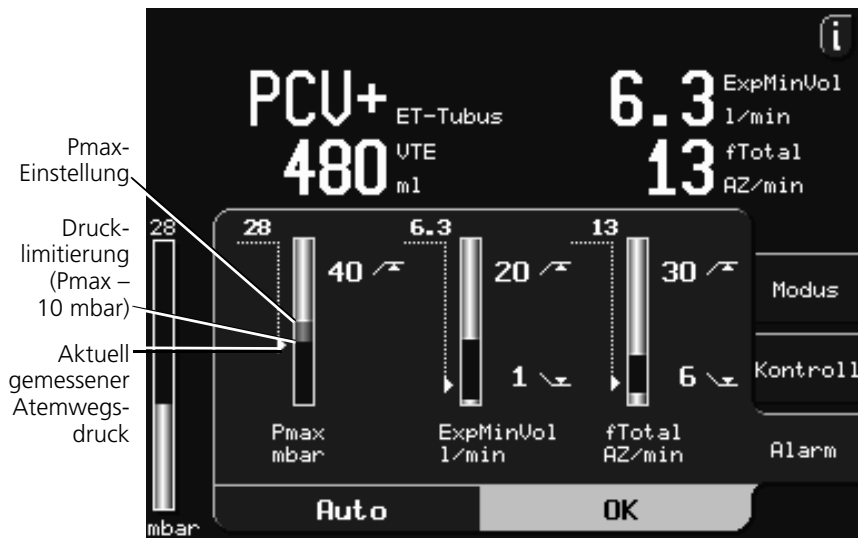 i
PCV+ ET-Tubus
6.3 ExpMinVol l/min
480 VTE ml
13 fTotal AZ/min
Pmax-
Einstellung
Druck-
limitierung
(Pmax –
10 mbar)
Aktuell
gemessener
Atemwegs-
druck
28
mbar
28
40
Pmax
mbar
6.3
20
1
ExpMinVol
l/min
13
30
6
fTotal
AZ/min
Modus
Kontroll
Alarm
Auto
OK